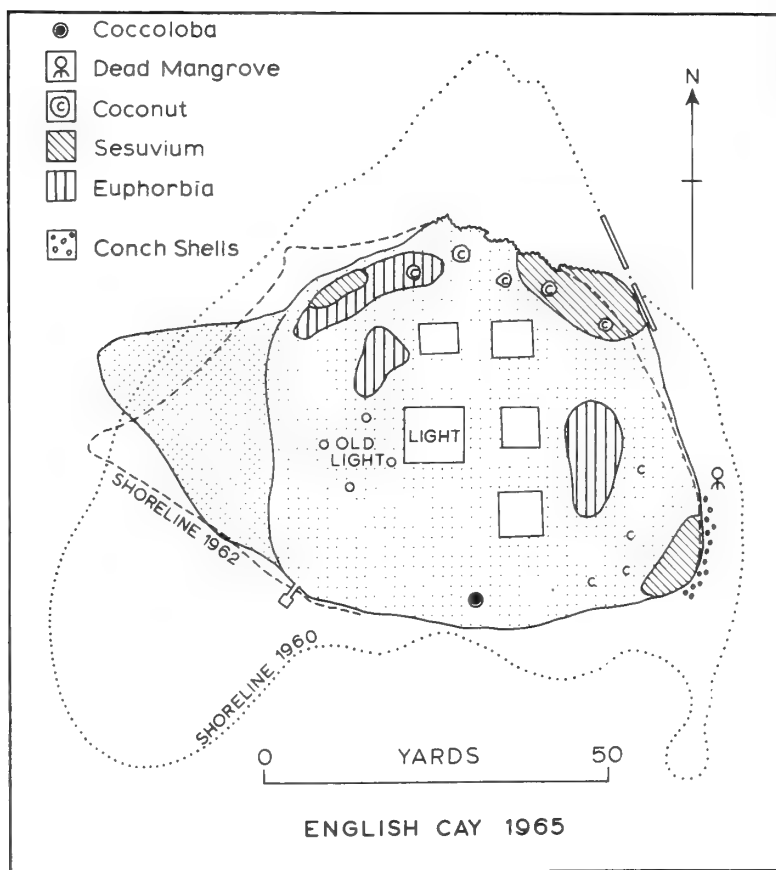 Coccoloba
Dead Mangrove
C Coconut
Sesuvium
Euphorbia
Conch Shells
N
C
C
C
C
C
LIGHT
OLD
LIGHT
C
C
C
C
SHORELINE 1962
SHORELINE 1960
0 YARDS 50
ENGLISH CAY 1965